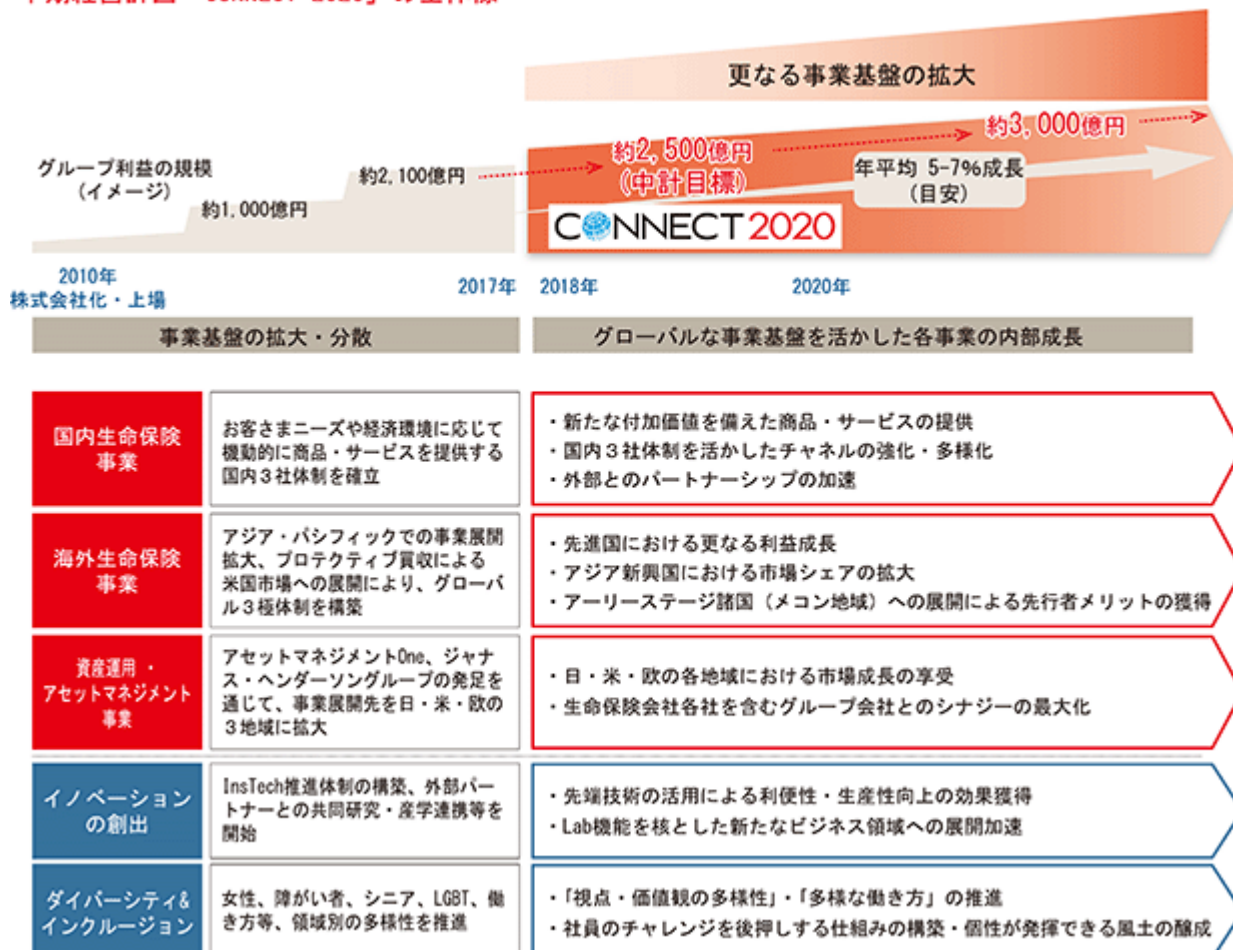 中期経営計画「CONNECT 2020」の全体像
更なる事業基盤の拡大
グループ利益の規模
(イメージ)
約1,000億円
約2,100億円
約2,500億円
(中計目標)
約3,000億円
年平均 5-7%成長
(目安)
CONNECT 2020
2010年
株式会社化・上場
2017年
2018年
2020年
事業基盤の拡大・分散
グローバルな事業基盤を活かした各事業の内部成長
国内生命保険
事業
お客さまニーズや経済環境に応じて
機動的に商品・サービスを提供する
国内3社体制を確立
・新たな付加価値を備えた商品・サービスの提供
・国内3社体制を活かしたチャネルの強化・多様化
・外部とのパートナーシップの加速
海外生命保険
事業
アジア・パシフィックでの事業展開
拡大、プロテクティブ買収による
米国市場への展開により、グローバ
ル3極体制を構築
・先進国における更なる利益成長
・アジア新興国における市場シェアの拡大
・アーリーステージ諸国（メコン地域）への展開による先行者メリットの獲得
資産運用・
アセットマネジメント
事業
アセットマネジメントOne、ジャナ
ス・ヘンダーソングループの発足を
通じて、事業展開先を日・米・欧の
3地域に拡大
・日・米・欧の各地域における市場成長の享受
・生命保険会社各社を含むグループ会社とのシナジーの最大化
イノベーション
の創出
InsTech推進体制の構築、外部パー
トナーとの共同研究・産学連携等を
開始
・先端技術の活用による利便性・生産性向上の効果獲得
・Lab機能を核とした新たなビジネス領域への展開加速
ダイバーシティ&
インクルージョン
女性、障がい者、シニア、LGBT、働
き方等、領域別の多様性を推進
・「視点・価値観の多様性」・「多様な働き方」の推進
・社員のチャレンジを後押しする仕組みの構築・個性が発揮できる風土の醸成